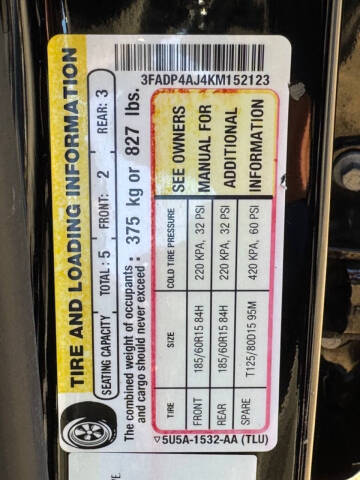 TIRE AND LOADING INFORMATION
SEATING CAPACITY TOTAL: 5 FRONT: 2 REAR: 3
The combined weight of occupants
and cargo should never exceed: 375 kg or 827 lbs.
TIRE SIZE COLD TIRE PRESSURE
FRONT 185/60R15 84H 220 KPA, 32 PSI
REAR 185/60R15 84H 220 KPA, 32 PSI
SPARE T125/80D15 95M 420 KPA, 60 PSI
SEE OWNERS
MANUAL FOR
ADDITIONAL
INFORMATION
3FADP4AJ4KM152123
▽5U5A-1532-AA (TLU)